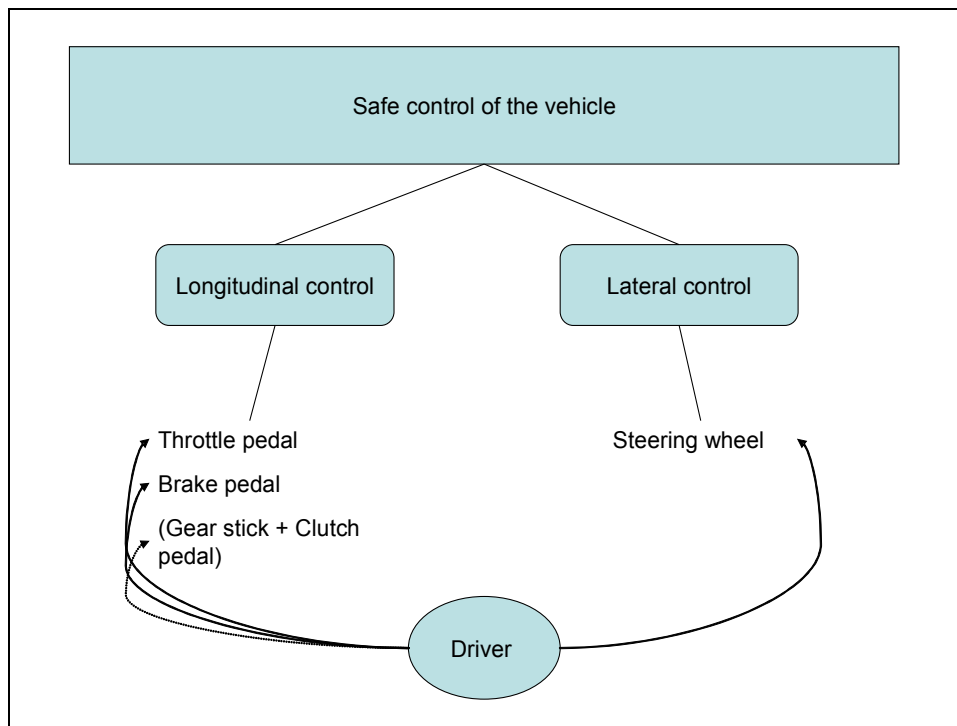 Safe control of the vehicle
Longitudinal control
Lateral control
Throttle pedal
Steering wheel
Brake pedal
(Gear stick + Clutch
pedal)
Driver